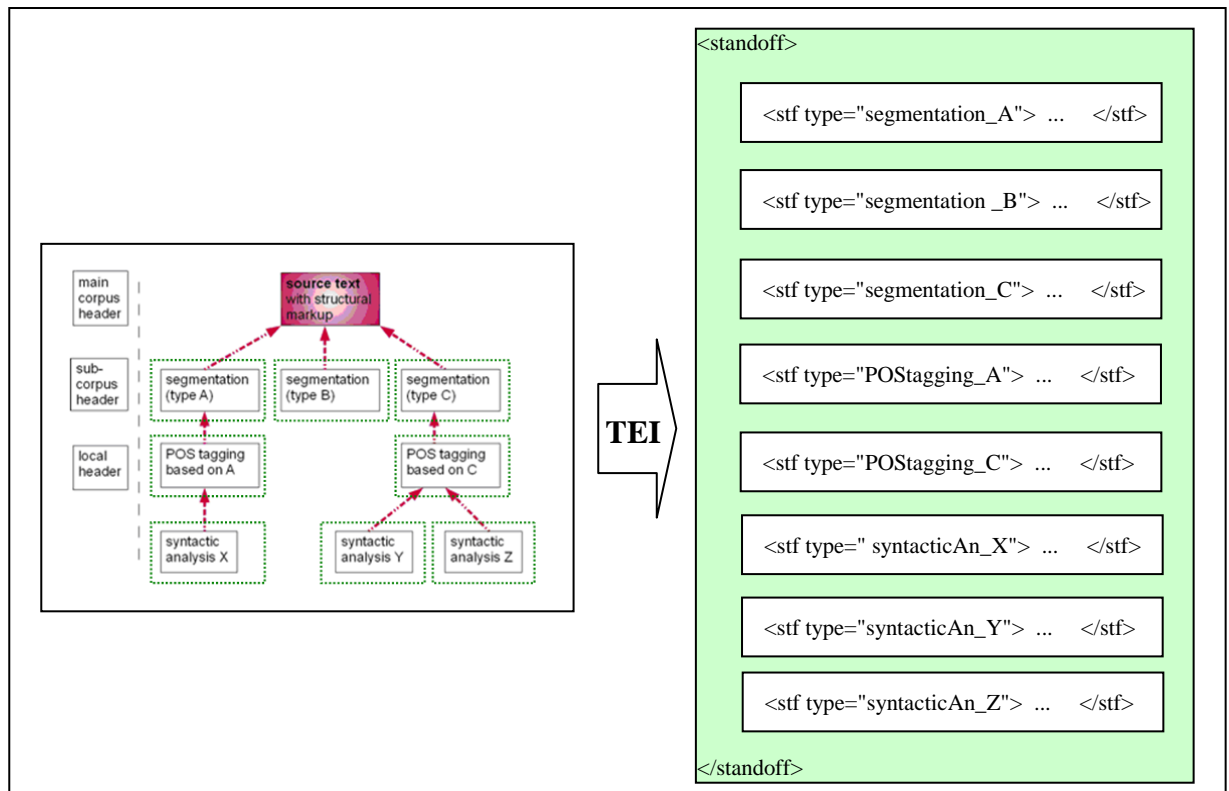 main
corpus
header
source text
with structural
markup
sub-
corpus
header
segmentation
(type A)
segmentation
(type B)
segmentation
(type C)
local
header
POS tagging
based on A
POS tagging
based on C
syntactic
analysis X
syntactic
analysis Y
syntactic
analysis Z
TEI
<standoff>
<stf type="segmentation_A"> ... </stf>
<stf type="segmentation _B"> ... </stf>
<stf type="segmentation_C"> ... </stf>
<stf type="POStagging_A"> ... </stf>
<stf type="POStagging_C"> ... </stf>
<stf type=" syntacticAn_X"> ... </stf>
<stf type="syntacticAn_Y"> ... </stf>
<stf type="syntacticAn_Z"> ... </stf>
</standoff>